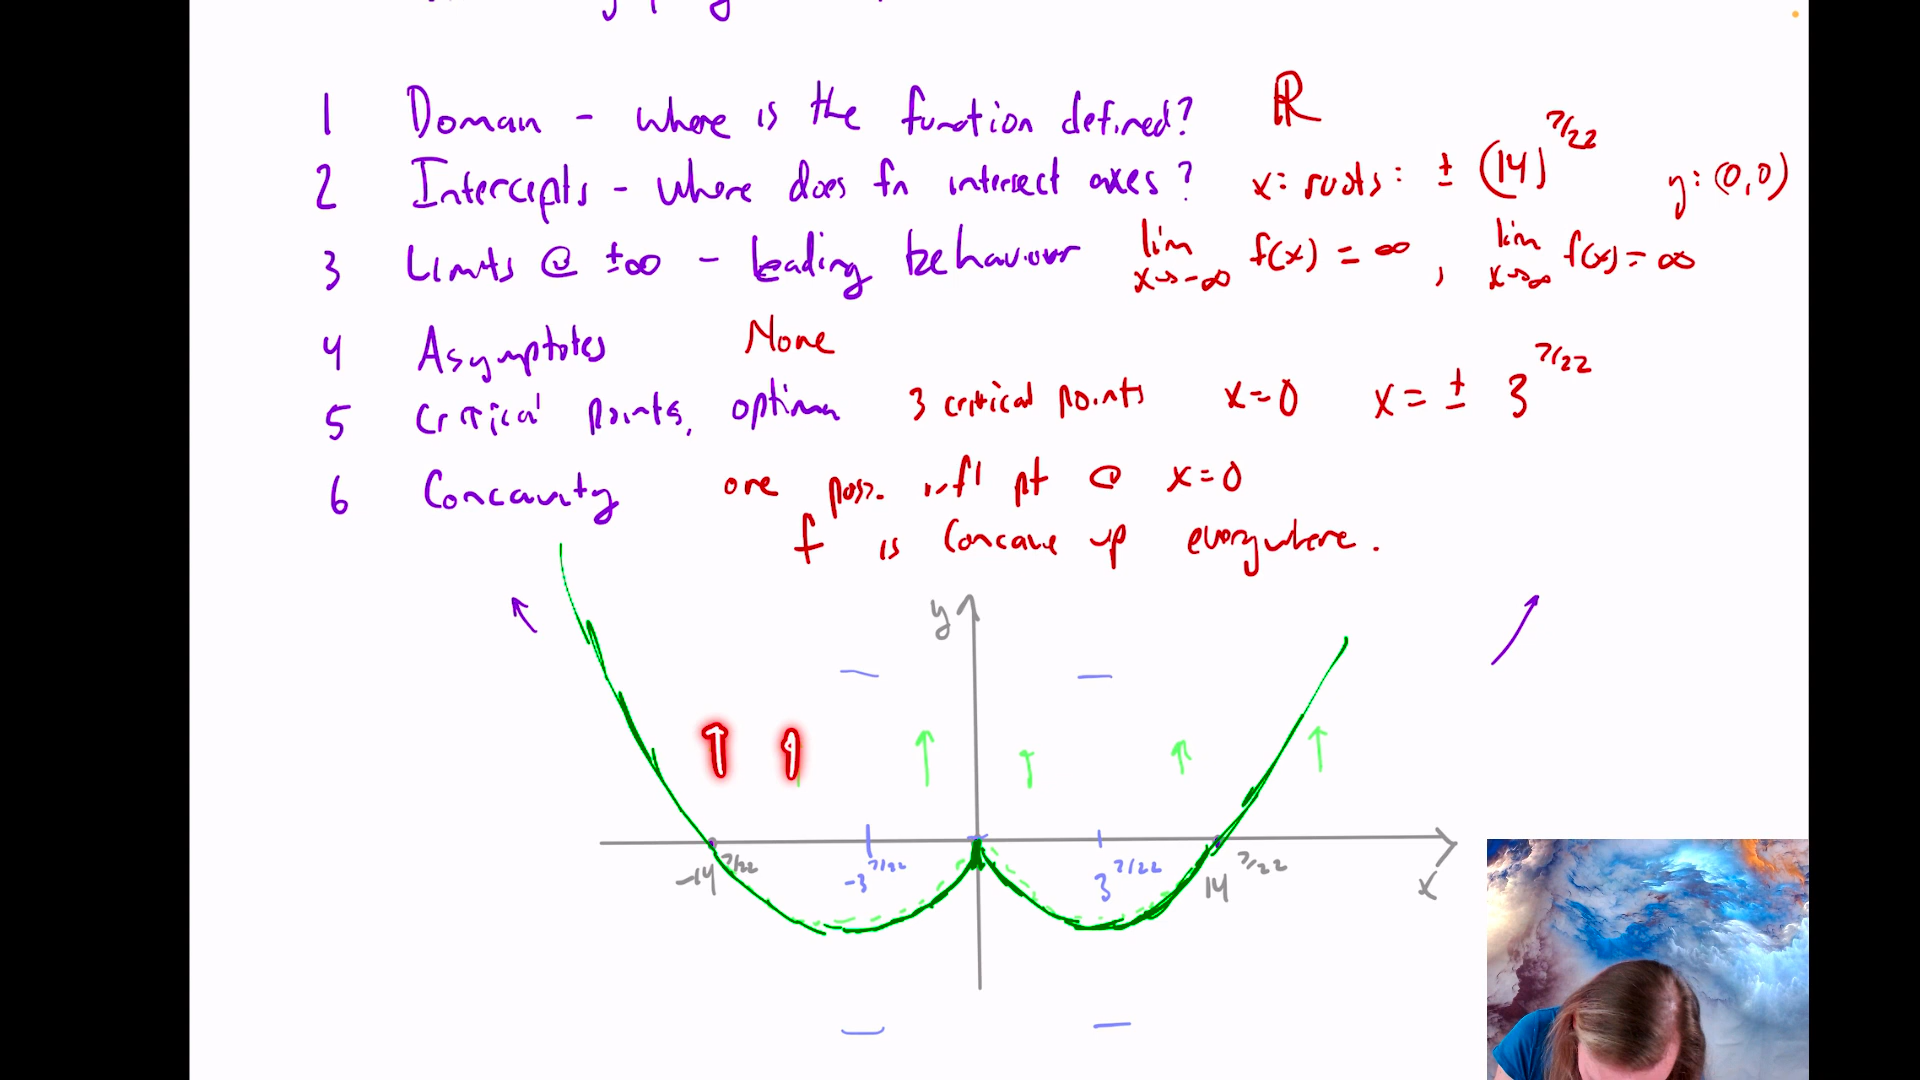 1 Doman - where is the function defined? ℝ
2 Intercepts - where does fn intersect axes? x: roots: ± (14)^7/22 y: (0,0)
3 Limits @ ±∞ - leading behaviour lim x→-∞ f(x) = ∞, lim x→∞ f(x) = ∞
4 Asymptotes None
5 Critical points, optima 3 critical points x=0 x = ± 3^7/22
6 Concavity one poss. infl pt @ x=0
f is concave up everywhere.
y
-14^7/22 -3^7/22 3^7/22 14^7/22 x